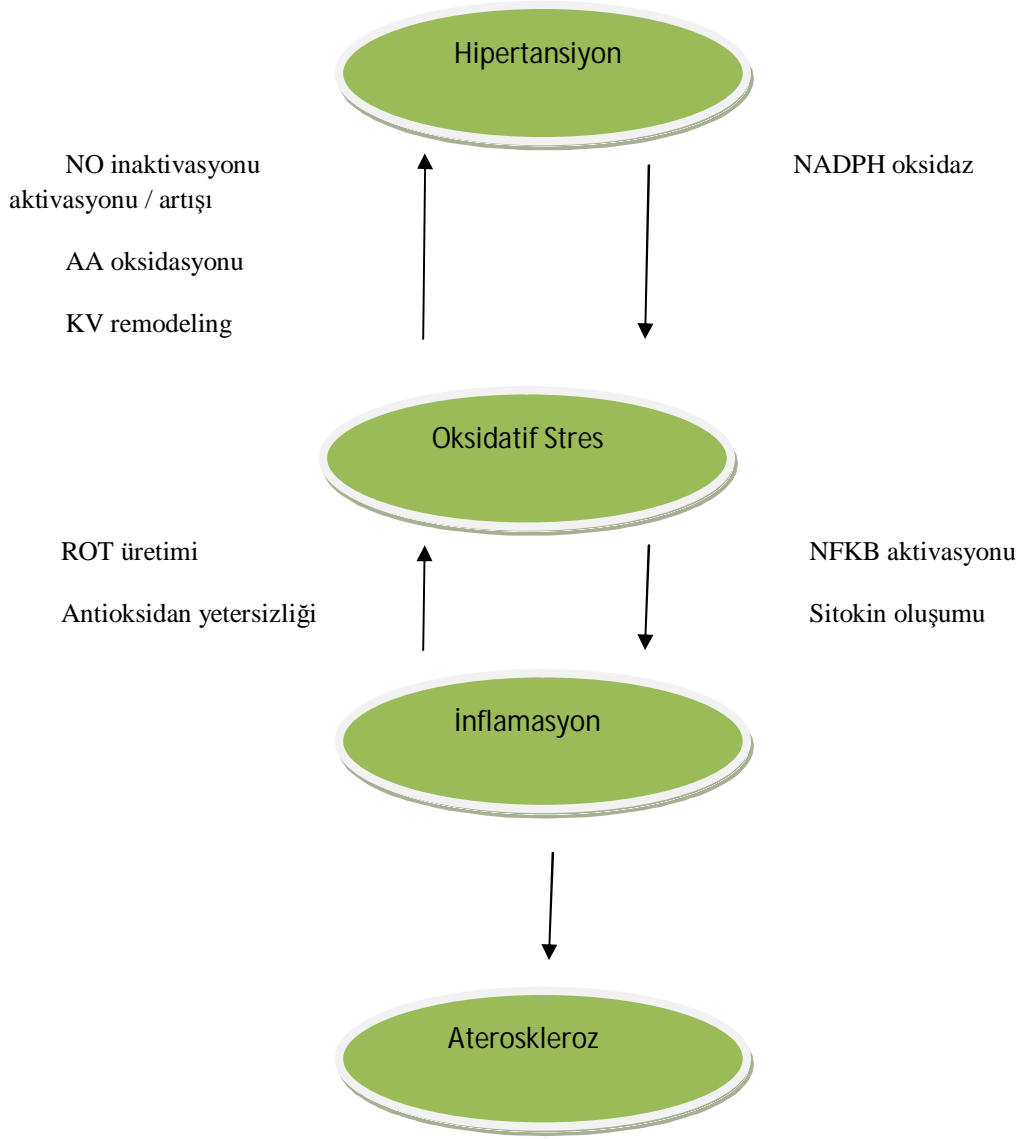 Hipertansiyon
NO inaktivasyonu NADPH oksidaz
aktivasyonu / artışı
AA oksidasyonu
KV remodeling
Oksidatif Stres
ROT üretimi NFKB aktivasyonu
Antioksidan yetersizliği Sitokin oluşumu
İnflamasyon
Ateroskleroz